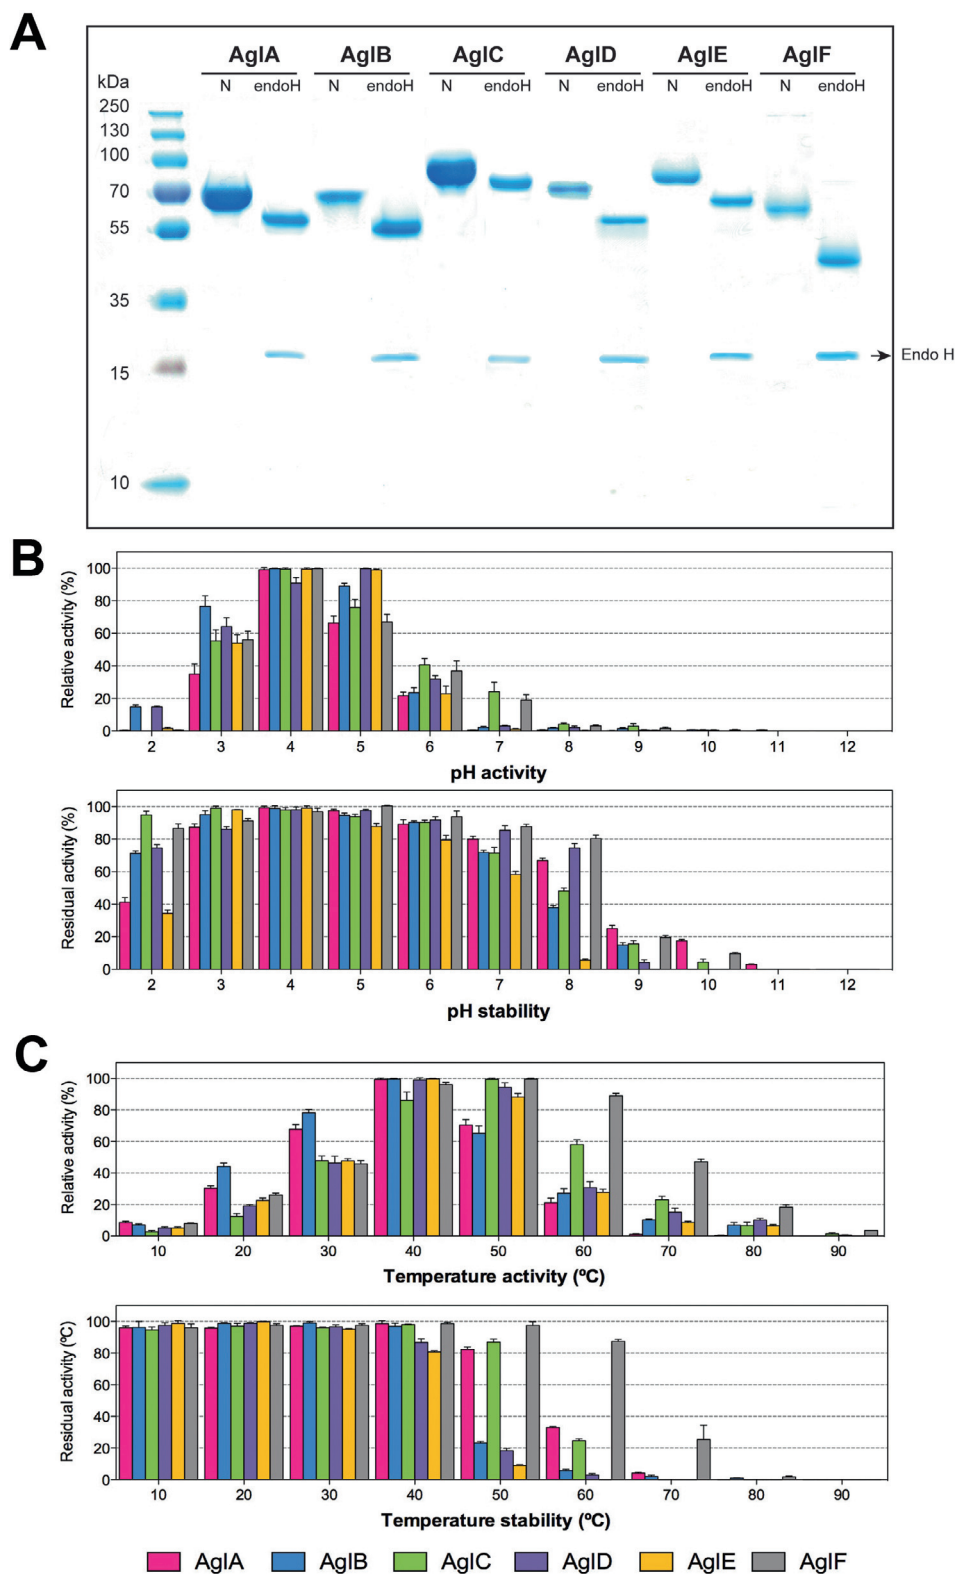 A
AglA AglB AglC AglD AglE AglF
kDa N endoH N endoH N endoH N endoH N endoH N endoH
250
130
100
70
55
35
15
10
Endo H
B
Relative activity (%)
100
80
60
40
20
0
2 3 4 5 6 7 8 9 10 11 12
pH activity
Residual activity (%)
100
80
60
40
20
0
2 3 4 5 6 7 8 9 10 11 12
pH stability
C
Relative activity (%)
100
80
60
40
20
0
10 20 30 40 50 60 70 80 90
Temperature activity (ºC)
Residual activity (ºC)
100
80
60
40
20
0
10 20 30 40 50 60 70 80 90
Temperature stability (ºC)
AglA AglB AglC AglD AglE AglF